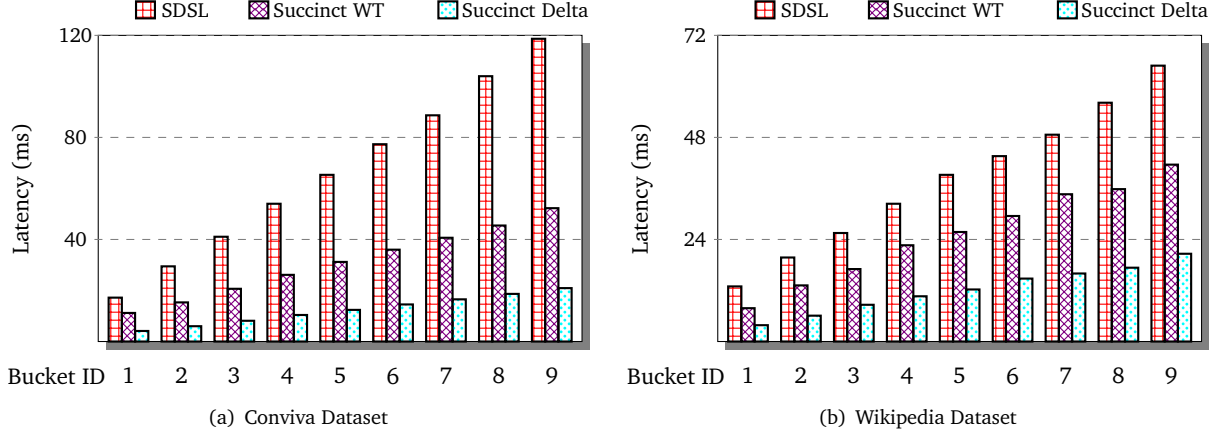 SDSL Succinct WT Succinct Delta
120
80
40
Latency (ms)
Bucket ID 1 2 3 4 5 6 7 8 9
(a) Conviva Dataset
SDSL Succinct WT Succinct Delta
72
48
24
Latency (ms)
Bucket ID 1 2 3 4 5 6 7 8 9
(b) Wikipedia Dataset